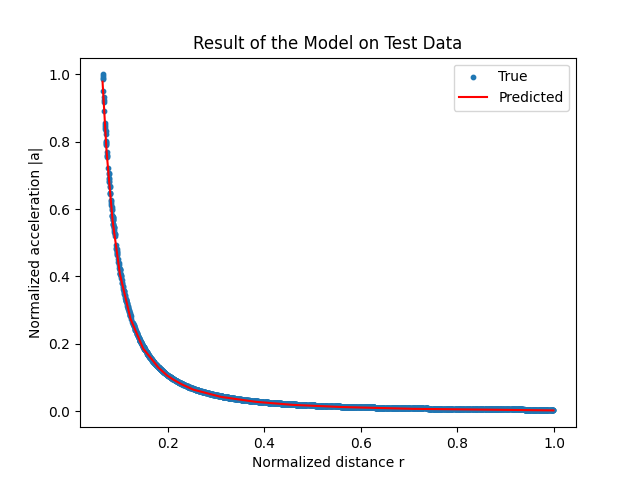 Result of the Model on Test Data
True
Predicted
Normalized acceleration |a|
1.0
0.8
0.6
0.4
0.2
0.0
0.2 0.4 0.6 0.8 1.0
Normalized distance r